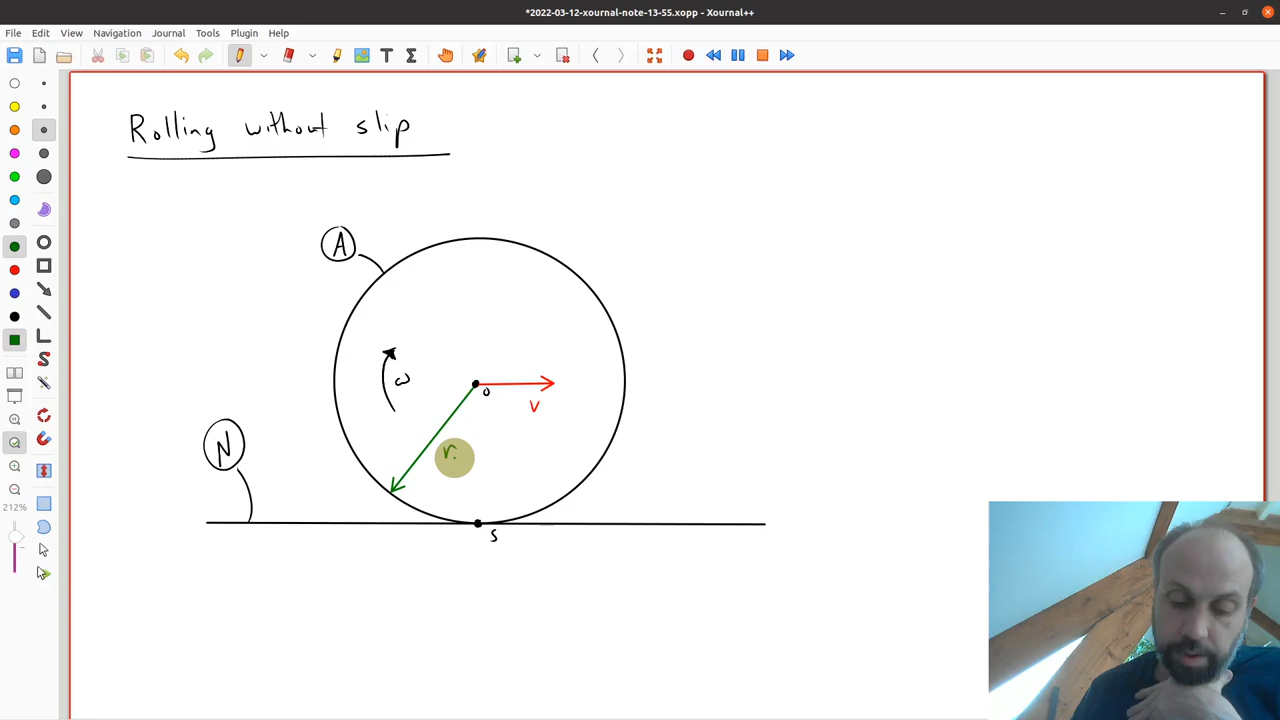 *2022-03-12-xournal-note-13-55.xopp - Xournal++
File Edit View Navigation Journal Tools Plugin Help
Rolling without slip
A
ω
o
v
r
N
s
212%